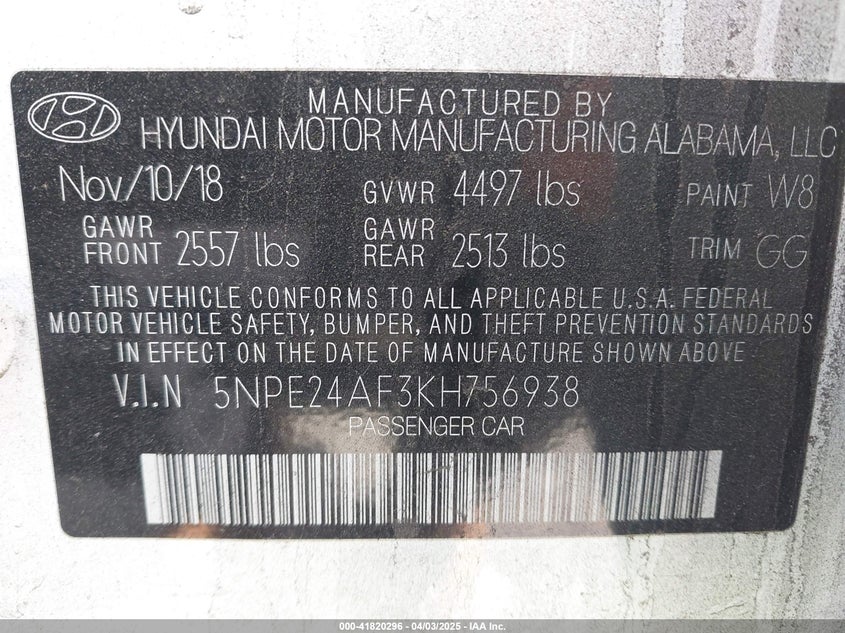 MANUFACTURED BY
HYUNDAI MOTOR MANUFACTURING ALABAMA, LLC
Nov/10/18 GVWR 4497 lbs PAINT W8
GAWR FRONT 2557 lbs GAWR REAR 2513 lbs TRIM GG
THIS VEHICLE CONFORMS TO ALL APPLICABLE U.S.A. FEDERAL
MOTOR VEHICLE SAFETY, BUMPER, AND THEFT PREVENTION STANDARDS
IN EFFECT ON THE DATE OF MANUFACTURE SHOWN ABOVE
V.I.N 5NPE24AF3KH756938
PASSENGER CAR
000-41820296 - 04/03/2025 - IAA Inc.